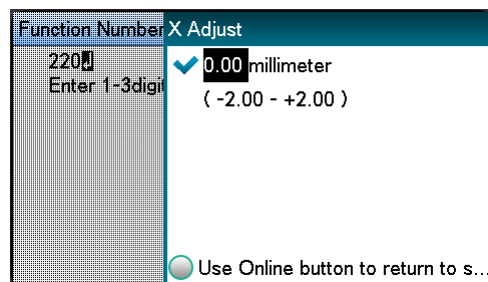 Function Number
220
Enter 1-3digi
X Adjust
0.00 millimeter
( -2.00 - +2.00 )
Use Online button to return to s...